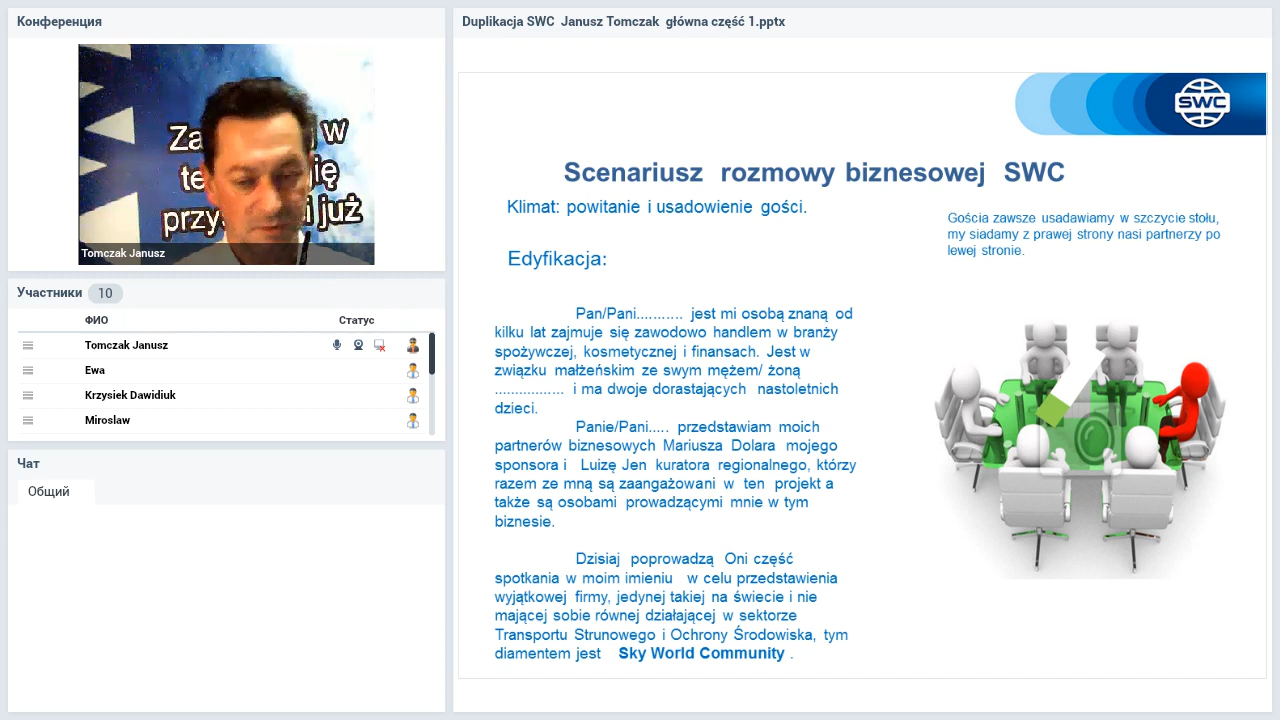 Конференция
Za w
te ię
przy i już
Tomczak Janusz
Участники 10
ФИО Статус
Tomczak Janusz
Ewa
Krzysiek Dawidiuk
Miroslaw
Чат
Общий
Duplikacja SWC Janusz Tomczak główna część 1.pptx
SWC
Scenariusz rozmowy biznesowej SWC
Klimat: powitanie i usadowienie gości.
Gościa zawsze usadawiamy w szczycie stołu,
my siadamy z prawej strony nasi partnerzy po
lewej stronie.
Edyfikacja:
Pan/Pani........... jest mi osobą znaną od
kilku lat zajmuje się zawodowo handlem w branży
spożywczej, kosmetycznej i finansach. Jest w
związku małżeńskim ze swym mężem/ żoną
................. i ma dwoje dorastających nastoletnich
dzieci.
Panie/Pani..... przedstawiam moich
partnerów biznesowych Mariusza Dolara mojego
sponsora i Luizę Jen kuratora regionalnego, którzy
razem ze mną są zaangażowani w ten projekt a
także są osobami prowadzącymi mnie w tym
biznesie.
Dzisiaj poprowadzą Oni część
spotkania w moim imieniu w celu przedstawienia
wyjątkowej firmy, jedynej takiej na świecie i nie
mającej sobie równej działającej w sektorze
Transportu Strunowego i Ochrony Środowiska, tym
diamentem jest Sky World Community .